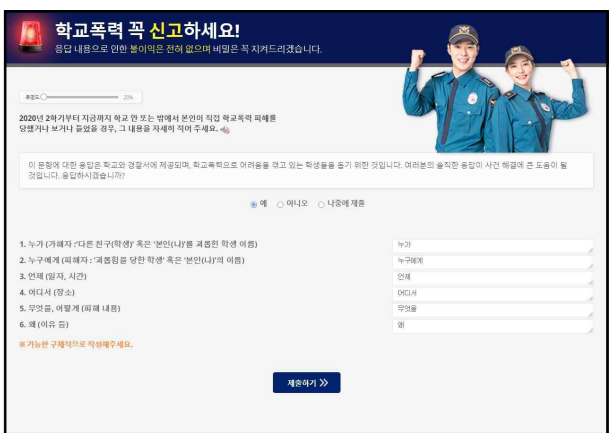 학교폭력 꼭 신고하세요!
응답 내용으로 인한 불이익은 전혀 없으며 비밀은 꼭 지켜드리겠습니다.
투명도
20%
2020년 2학기부터 지금까지 학교 안 또는 밖에서 본인이 직접 학교폭력 피해를
당했거나 보거나 들었을 경우, 그 내용을 자세히 적어 주세요.
이 문항에 대한 응답은 학교와 경찰서에 제공되며, 학교폭력으로 어려움을 겪고 있는 학생들을 돕기 위한 것입니다. 여러분의 솔직한 응답이 사건 해결에 큰 도움이 될
것입니다. 응답하시겠습니까?
예 아니오 나중에 제출
1. 누가 (가해자 :'다른 친구(학생)' 혹은 '본인(나)'를 괴롭힌 학생 이름) 누가
2. 누구에게 (피해자 : '괴롭힘을 당한 학생' 혹은 '본인(나)'의 이름) 누구에게
3. 언제 (일자, 시간) 언제
4. 어디서 (장소) 어디서
5. 무엇을, 어떻게 (피해 내용) 무엇을
6. 왜 (이유 등) 왜
※ 가능한 구체적으로 작성해주세요.
제출하기